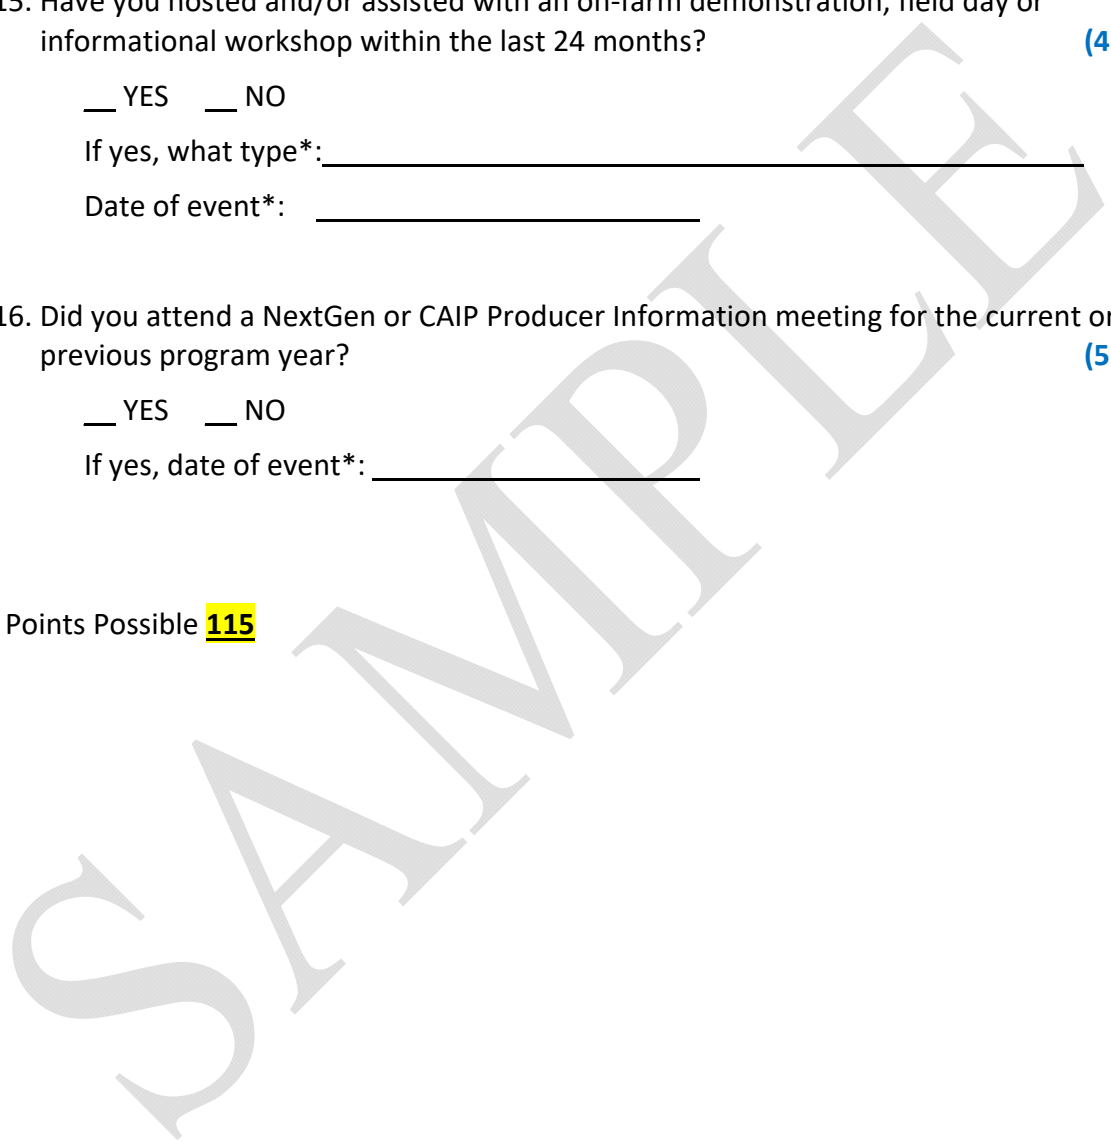 15. Have you hosted and/or assisted with an on-farm demonstration, field day or
informational workshop within the last 24 months? (4
__ YES __ NO
If yes, what type*:
Date of event*:
16. Did you attend a NextGen or CAIP Producer Information meeting for the current or
previous program year? (5
__ YES __ NO
If yes, date of event*:
Points Possible 115
SAMPLE